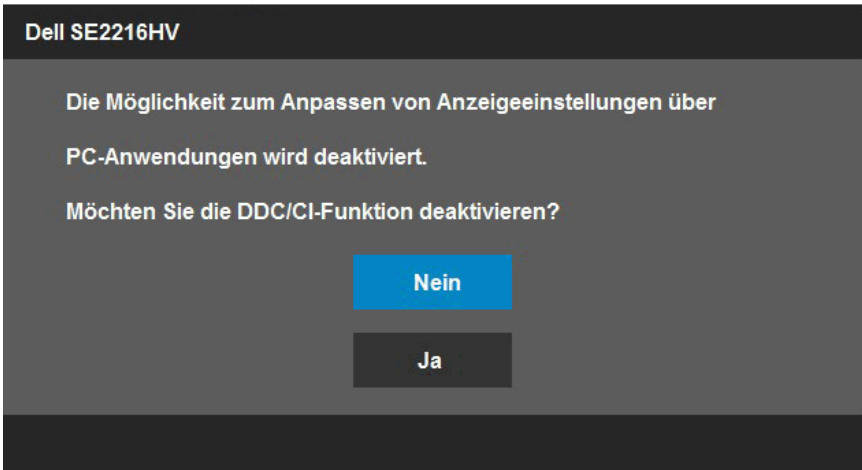 Dell SE2216HV
Die Möglichkeit zum Anpassen von Anzeigeeinstellungen über
PC-Anwendungen wird deaktiviert.
Möchten Sie die DDC/CI-Funktion deaktivieren?
Nein
Ja